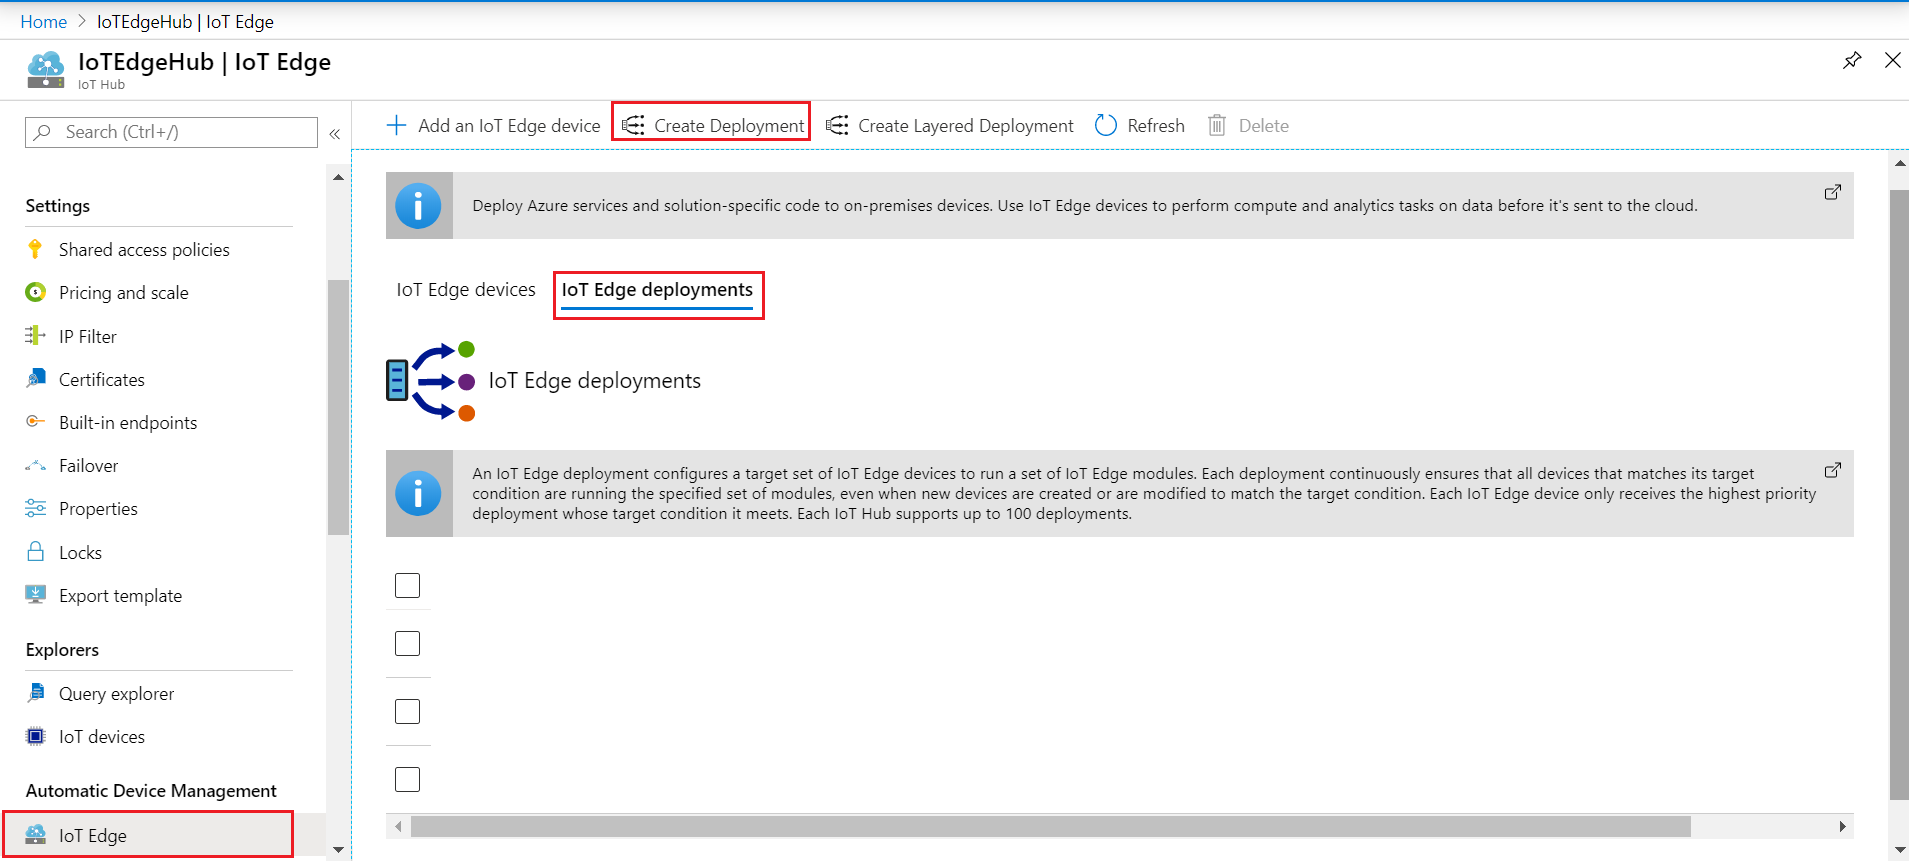 Home > IoTEdgeHub | IoT Edge
IoTEdgeHub | IoT Edge
IoT Hub
Search (Ctrl+/)
«
Settings
Shared access policies
Pricing and scale
IP Filter
Certificates
Built-in endpoints
Failover
Properties
Locks
Export template
Explorers
Query explorer
IoT devices
Automatic Device Management
IoT Edge
Add an IoT Edge device Create Deployment Create Layered Deployment Refresh Delete
Deploy Azure services and solution-specific code to on-premises devices. Use IoT Edge devices to perform compute and analytics tasks on data before it's sent to the cloud.
IoT Edge devices IoT Edge deployments
IoT Edge deployments
An IoT Edge deployment configures a target set of IoT Edge devices to run a set of IoT Edge modules. Each deployment continuously ensures that all devices that matches its target
condition are running the specified set of modules, even when new devices are created or are modified to match the target condition. Each IoT Edge device only receives the highest priority
deployment whose target condition it meets. Each IoT Hub supports up to 100 deployments.